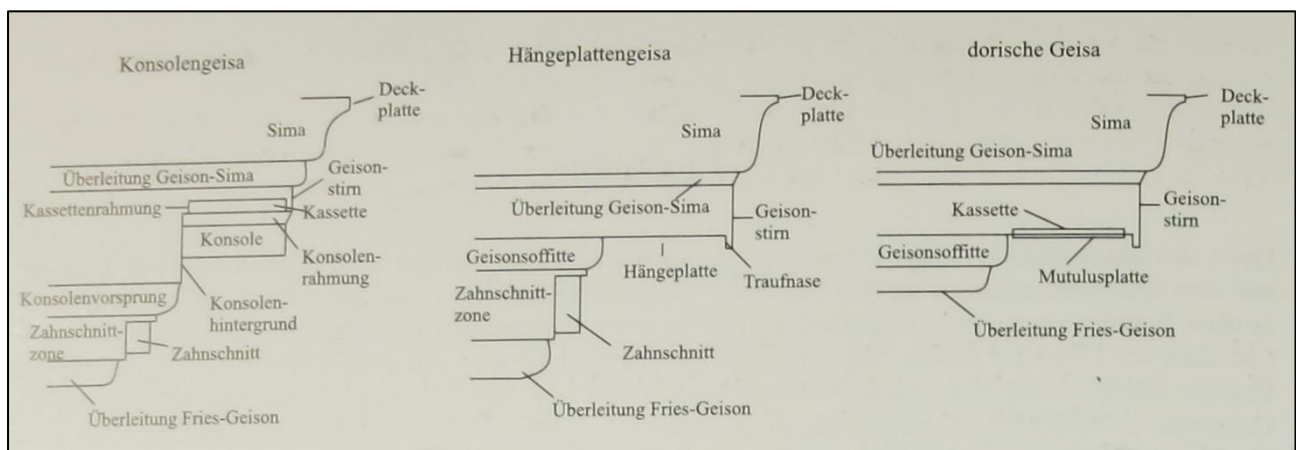 Konsolengeisa
Deck-
platte
Sima
Überleitung Geison-Sima
Geison-
stirn
Kassettenrahmung
Kassette
Konsole
Konsolen-
rahmung
Konsolenvorsprung
Konsolen-
hintergrund
Zahnschnitt-
zone
Zahnschnitt
Überleitung Fries-Geison
Hängeplattengeisa
Deck-
platte
Sima
Überleitung Geison-Sima
Geison-
stirn
Geisonsoffitte
Hängeplatte
Traufnase
Zahnschnitt-
zone
Zahnschnitt
Überleitung Fries-Geison
dorische Geisa
Deck-
platte
Sima
Überleitung Geison-Sima
Geison-
stirn
Kassette
Geisonsoffitte
Mutulusplatte
Überleitung Fries-Geison